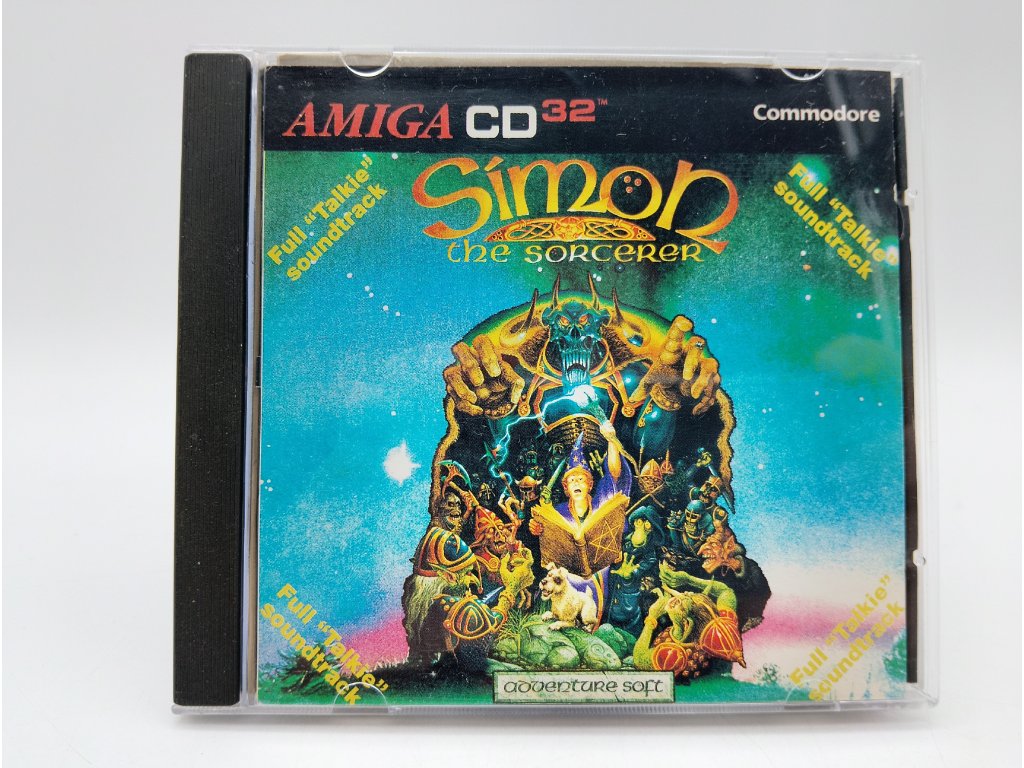 AMIGA CD32™
Commodore
Simon
the SORCERER
Full "Talkie"
soundtrack
Full "Talkie"
soundtrack
Full "Talkie"
soundtrack
Full "Talkie"
soundtrack
adventure soft